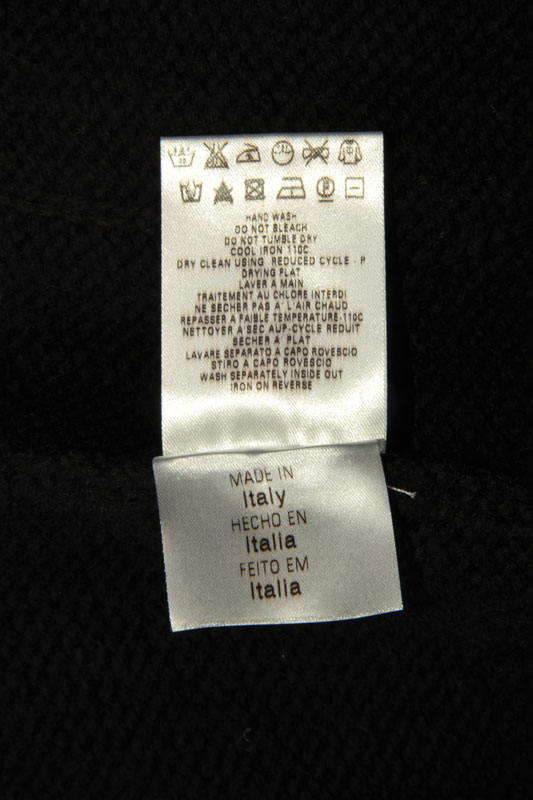 HAND WASH
DO NOT BLEACH
DO NOT TUMBLE DRY
COOL IRON 110C
DRY CLEAN USING REDUCED CYCLE - P
DRYING FLAT
LAVER A MAIN
TRAITEMENT AU CHLORE INTERDI
NE SECHER PAS A' L'AIR CHAUD
REPASSER A FAIBLE TEMPERATURE-110C
NETTOYER A'SEC AUP-CYCLE REDUIT
SECHER A' PLAT
LAVARE SEPARATO A CAPO ROVESCIO
STIRO A CAPO ROVESCIO
WASH SEPARATELY INSIDE OUT
IRON ON REVERSE
MADE IN
Italy
HECHO EN
Italia
FEITO EM
Italia